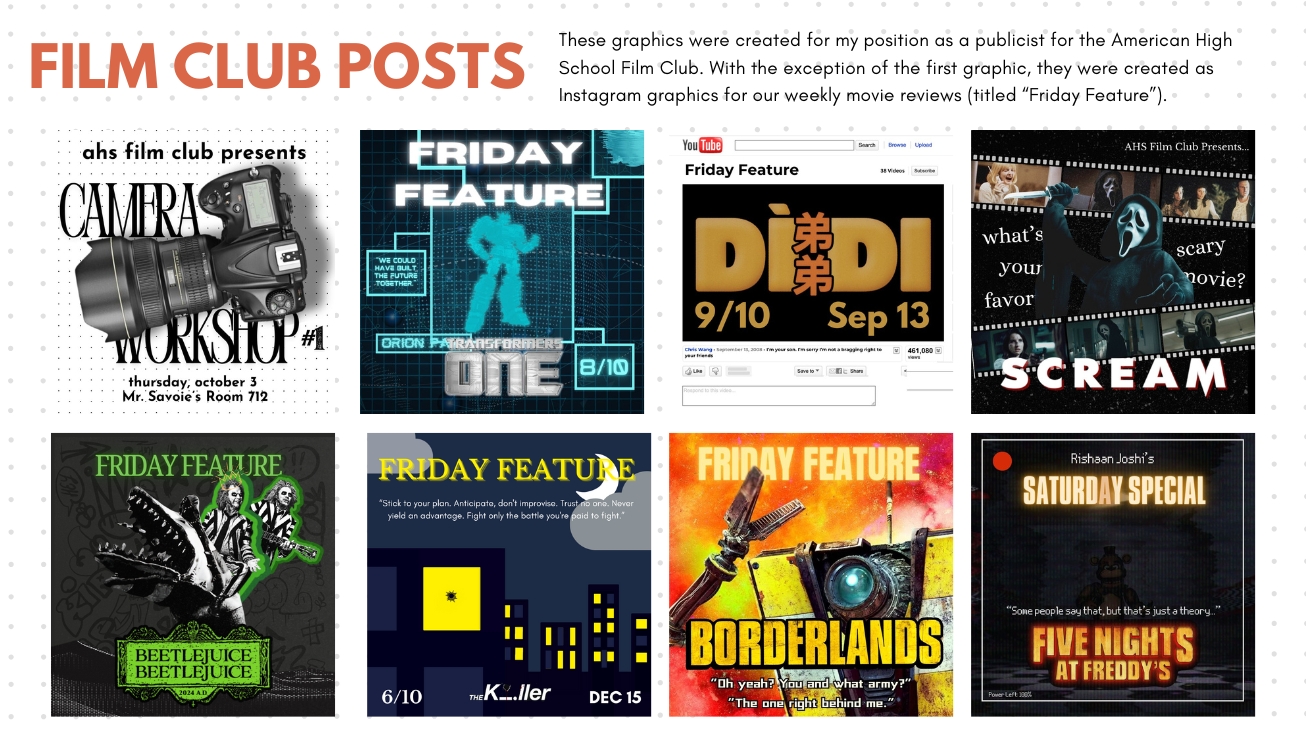 FILM CLUB POSTS
These graphics were created for my position as a publicist for the American High
School Film Club. With the exception of the first graphic, they were created as
Instagram graphics for our weekly movie reviews (titled “Friday Feature”).
ahs film club presents
CAMERA
WORKSHOP #1
thursday, october 3
Mr. Savoie's Room 712
FRIDAY
FEATURE
"WE COULD
HAVE BUILT
THE FUTURE
TOGETHER."
ORION PA
TRANSFORMERS
ONE
8/10
YouTube
Search
Browse
Upload
Friday Feature
38 Videos
Subscribe
DÌDI
弟弟
9/10
Sep 13
Chris Wang - September 13, 2008 - I'm your son. I'm sorry I'm not a bragging right to
your friends
461,080
views
Like
Save to
Share
Respond to this video...
AHS Film Club Presents...
what's
your
favor
scary
movie?
SCREAM
FRIDAY FEATURE
BEETLEJUICE
BEETLEJUICE
2024 A.D
FRIDAY FEATURE
“Stick to your plan. Anticipate, don't improvise. Trust no one. Never
yield an advantage. Fight only the battle you're paid to fight.”
6/10
THE K...ller
DEC 15
FRIDAY FEATURE
BORDERLANDS
“Oh yeah? You and what army?”
“The one right behind me.”
Rishaan Joshi's
SATURDAY SPECIAL
“Some people say that, but that's just a theory...”
FIVE NIGHTS
AT FREDDY'S
Power Left 100%